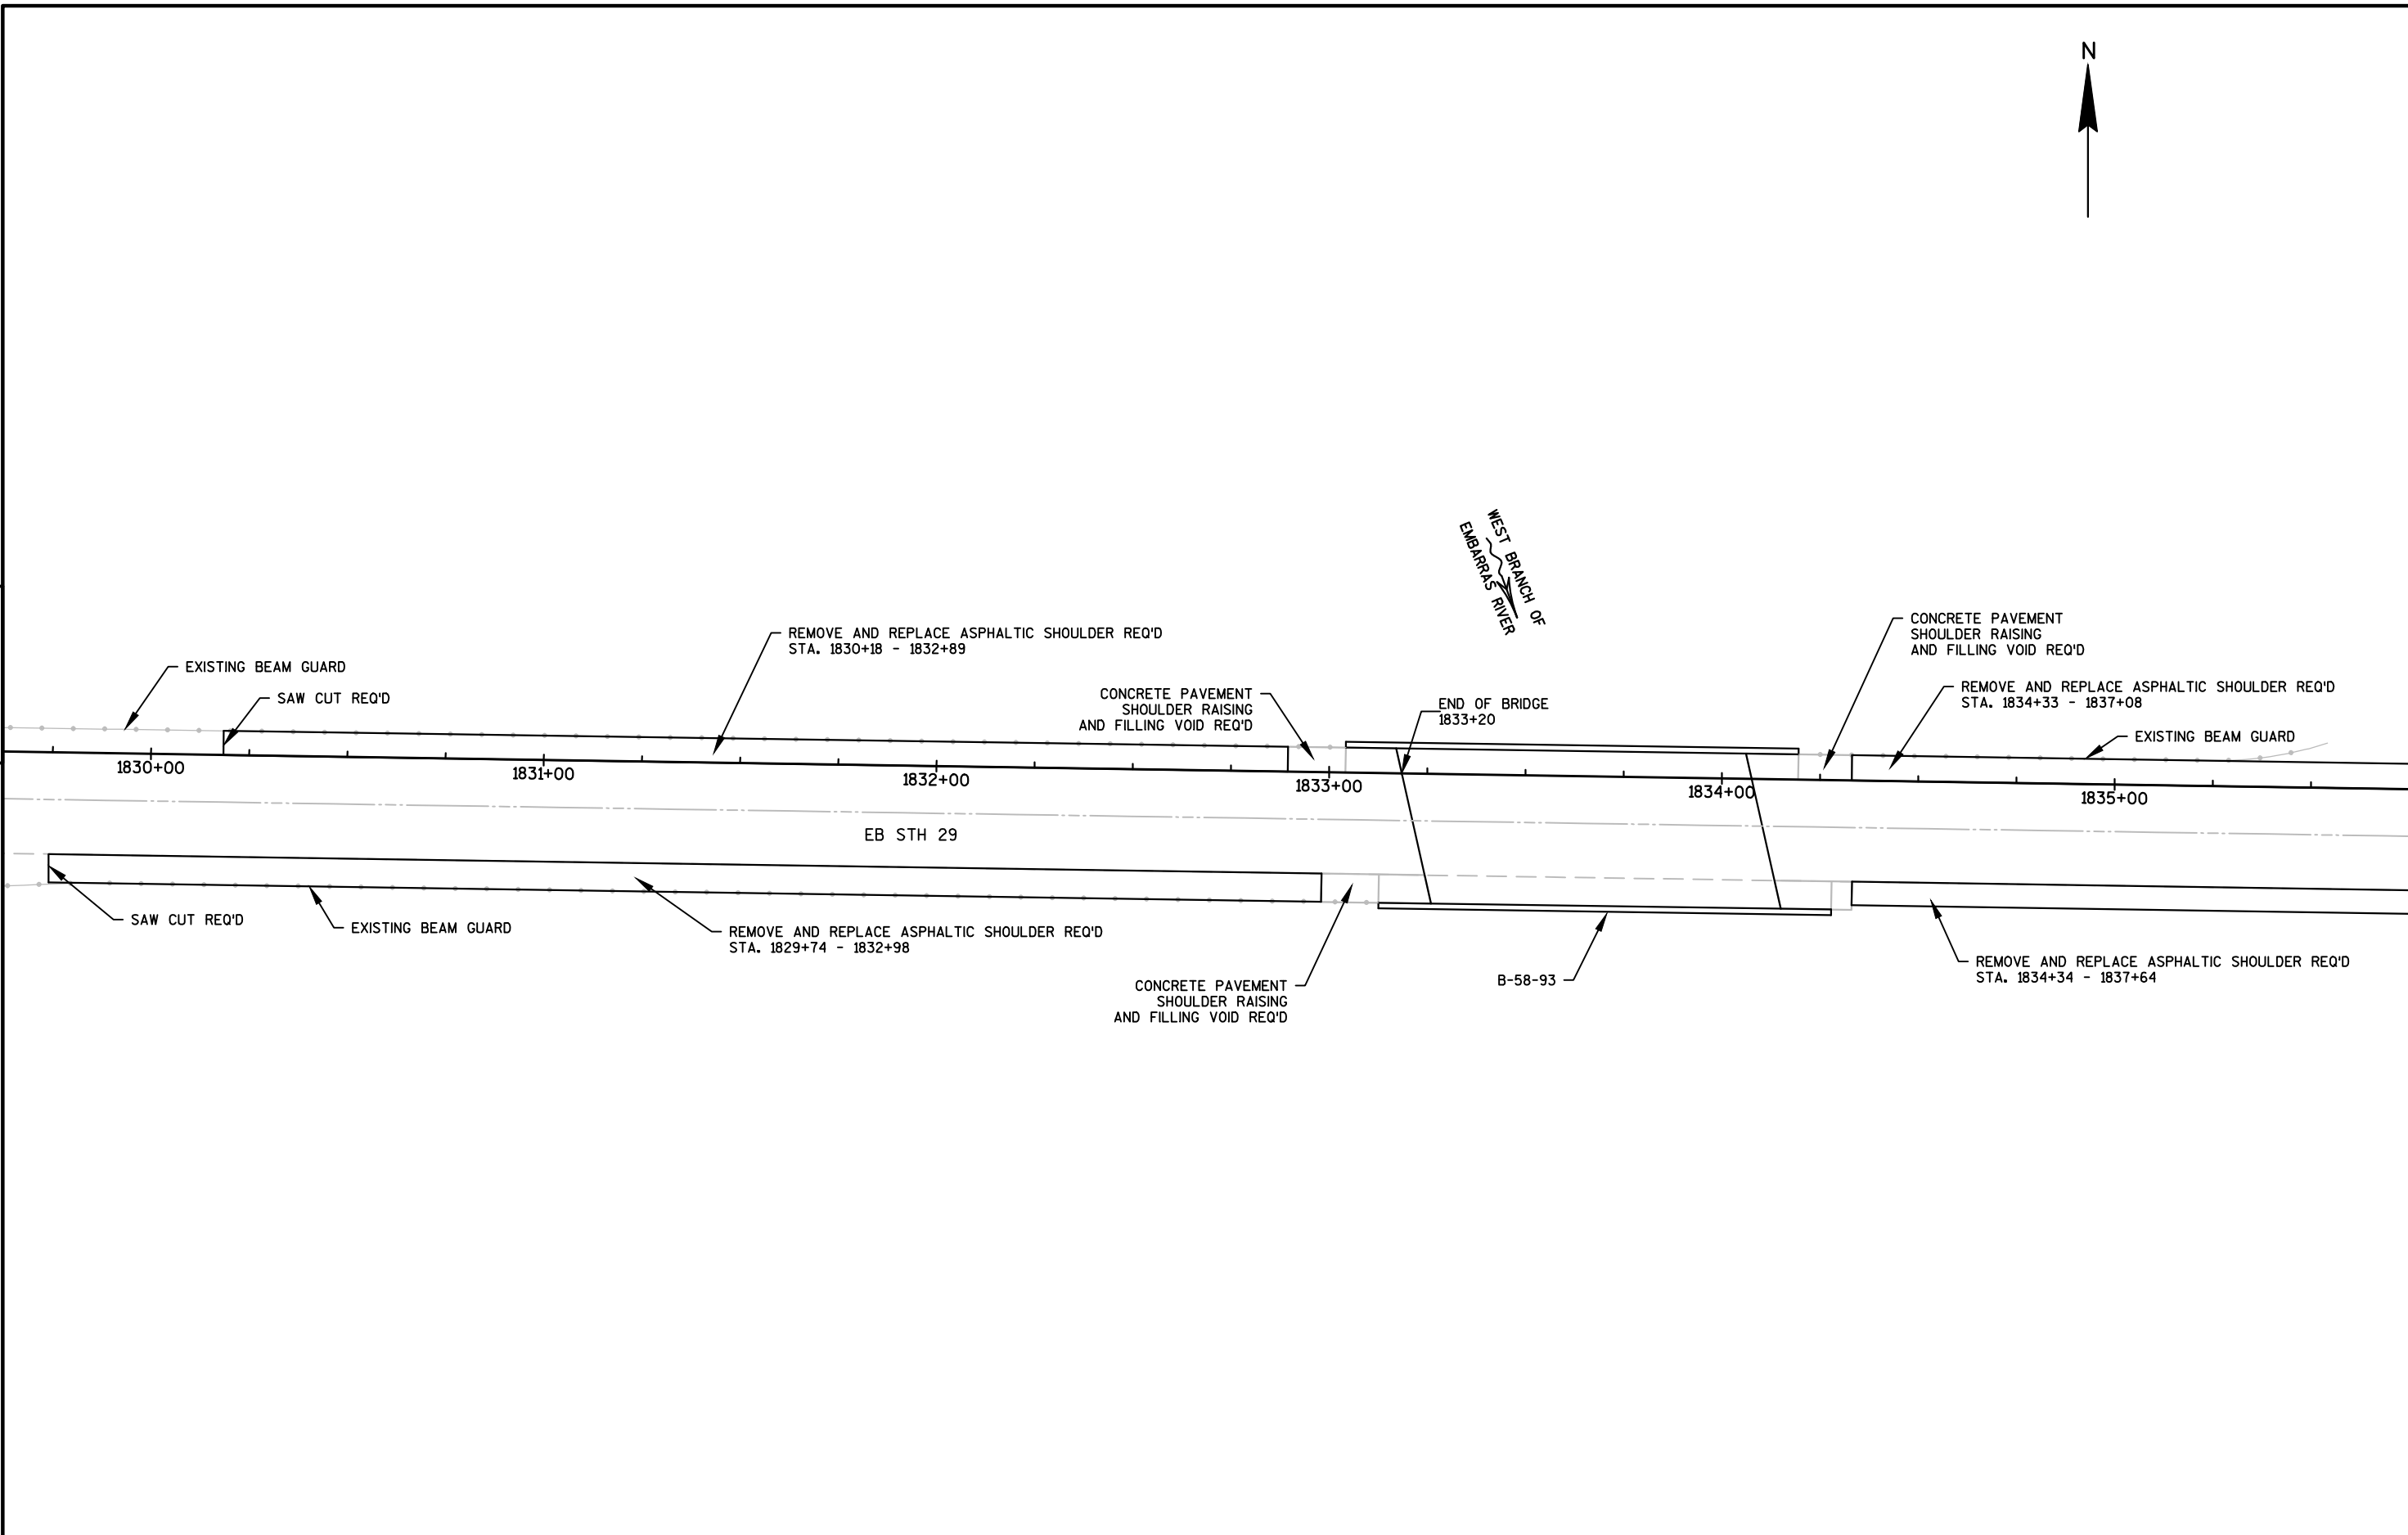 N
WEST BRANCH OF
EMBARRAS RIVER
REMOVE AND REPLACE ASPHALTIC SHOULDER REQ'D
STA. 1830+18 - 1832+89
EXISTING BEAM GUARD
SAW CUT REQ'D
CONCRETE PAVEMENT
SHOULDER RAISING
AND FILLING VOID REQ'D
END OF BRIDGE
1833+20
CONCRETE PAVEMENT
SHOULDER RAISING
AND FILLING VOID REQ'D
REMOVE AND REPLACE ASPHALTIC SHOULDER REQ'D
STA. 1834+33 - 1837+08
EXISTING BEAM GUARD
1830+00
1831+00
1832+00
1833+00
1834+00
1835+00
EB STH 29
SAW CUT REQ'D
EXISTING BEAM GUARD
REMOVE AND REPLACE ASPHALTIC SHOULDER REQ'D
STA. 1829+74 - 1832+98
CONCRETE PAVEMENT
SHOULDER RAISING
AND FILLING VOID REQ'D
B-58-93
REMOVE AND REPLACE ASPHALTIC SHOULDER REQ'D
STA. 1834+34 - 1837+64